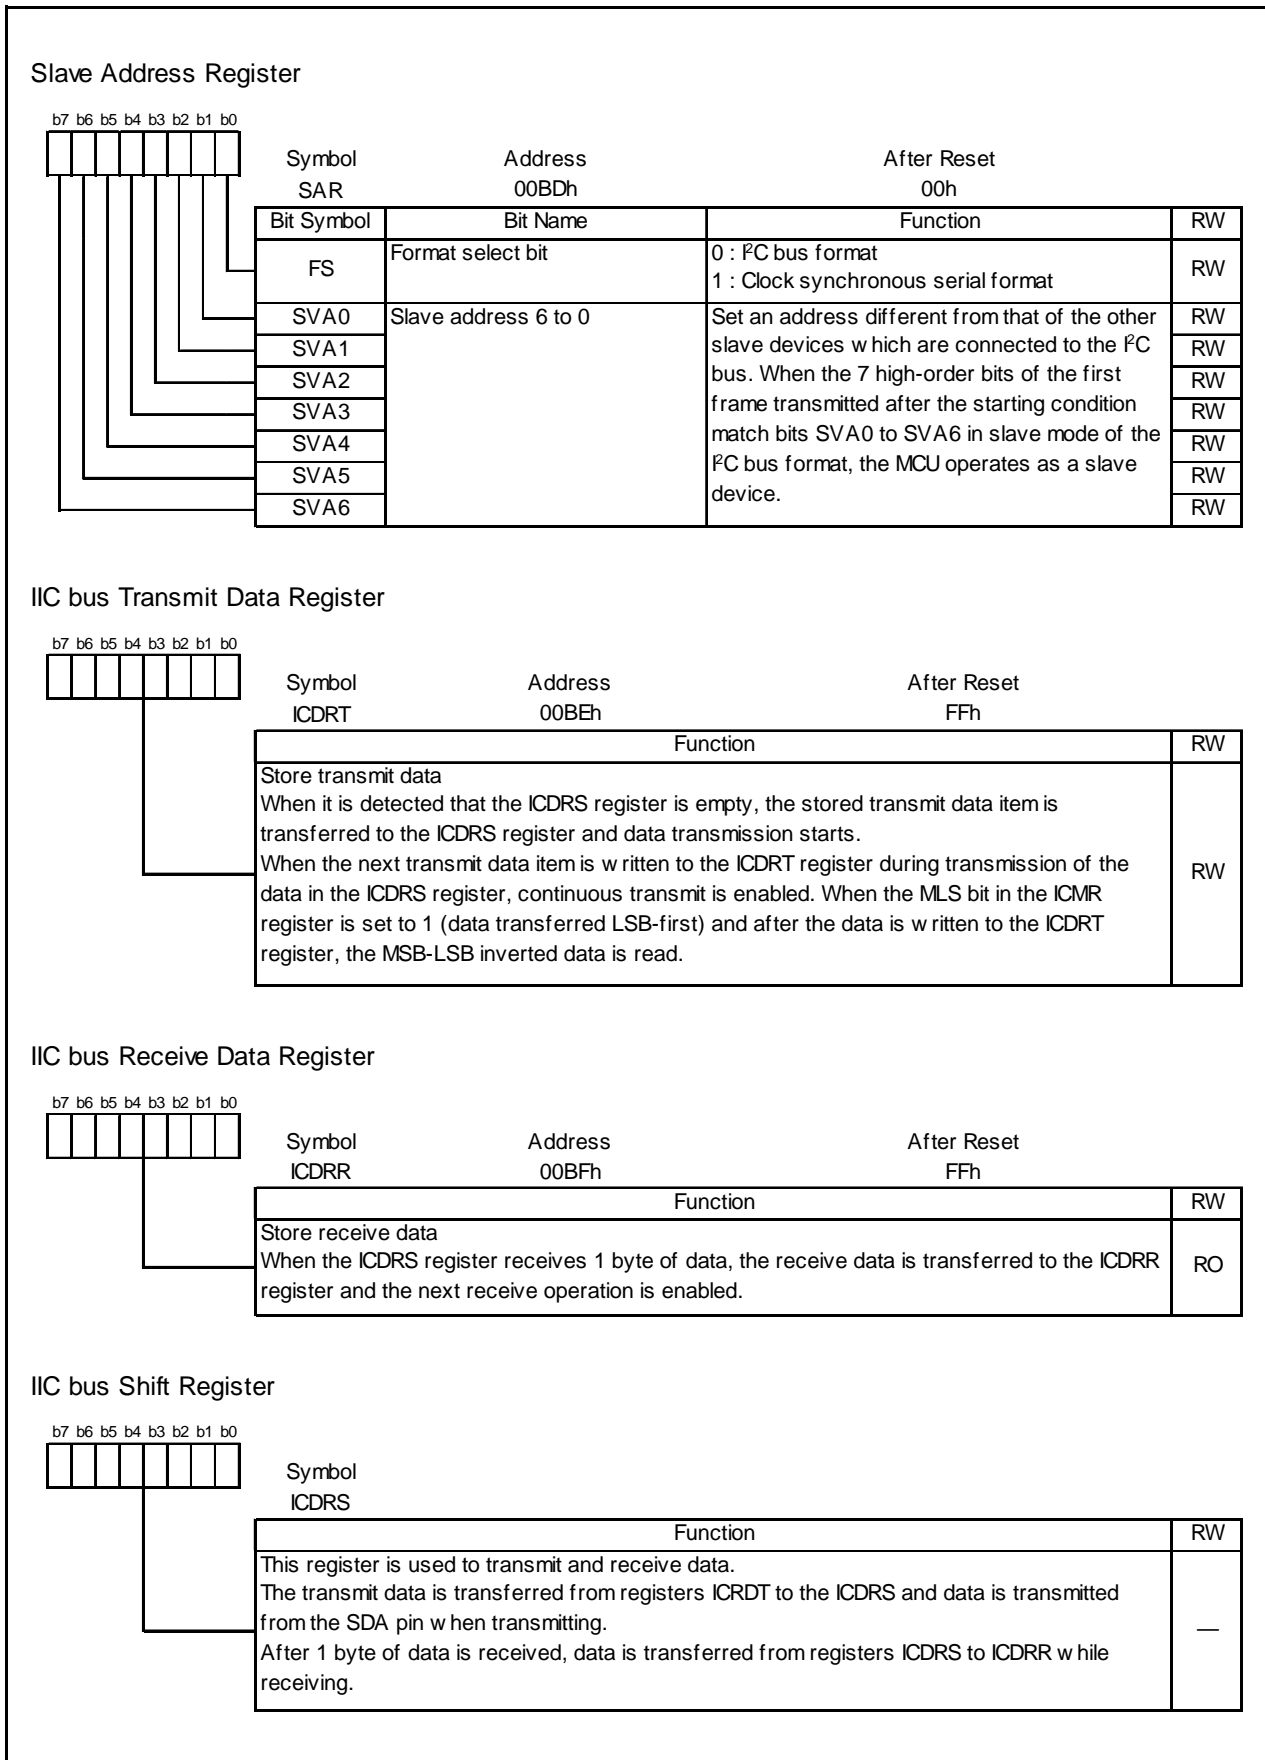 Slave Address Register
b7 b6 b5 b4 b3 b2 b1 b0
Symbol Address After Reset
SAR 00BDh 00h
Bit Symbol Bit Name Function RW
FS Format select bit 0 : I²C bus format RW
1 : Clock synchronous serial format
SVA0 Slave address 6 to 0 Set an address different from that of the other RW
SVA1 slave devices which are connected to the I²C RW
SVA2 bus. When the 7 high-order bits of the first RW
SVA3 frame transmitted after the starting condition RW
SVA4 match bits SVA0 to SVA6 in slave mode of the RW
SVA5 I²C bus format, the MCU operates as a slave RW
SVA6 device. RW
IIC bus Transmit Data Register
b7 b6 b5 b4 b3 b2 b1 b0
Symbol Address After Reset
ICDRT 00BEh FFh
Function RW
Store transmit data
When it is detected that the ICDRS register is empty, the stored transmit data item is
transferred to the ICDRS register and data transmission starts.
When the next transmit data item is written to the ICDRT register during transmission of the RW
data in the ICDRS register, continuous transmit is enabled. When the MLS bit in the ICMR
register is set to 1 (data transferred LSB-first) and after the data is written to the ICDRT
register, the MSB-LSB inverted data is read.
IIC bus Receive Data Register
b7 b6 b5 b4 b3 b2 b1 b0
Symbol Address After Reset
ICDRR 00BFh FFh
Function RW
Store receive data
When the ICDRS register receives 1 byte of data, the receive data is transferred to the ICDRR RO
register and the next receive operation is enabled.
IIC bus Shift Register
b7 b6 b5 b4 b3 b2 b1 b0
Symbol
ICDRS
Function RW
This register is used to transmit and receive data.
The transmit data is transferred from registers ICRDT to the ICDRS and data is transmitted
from the SDA pin when transmitting. —
After 1 byte of data is received, data is transferred from registers ICDRS to ICDRR while
receiving.